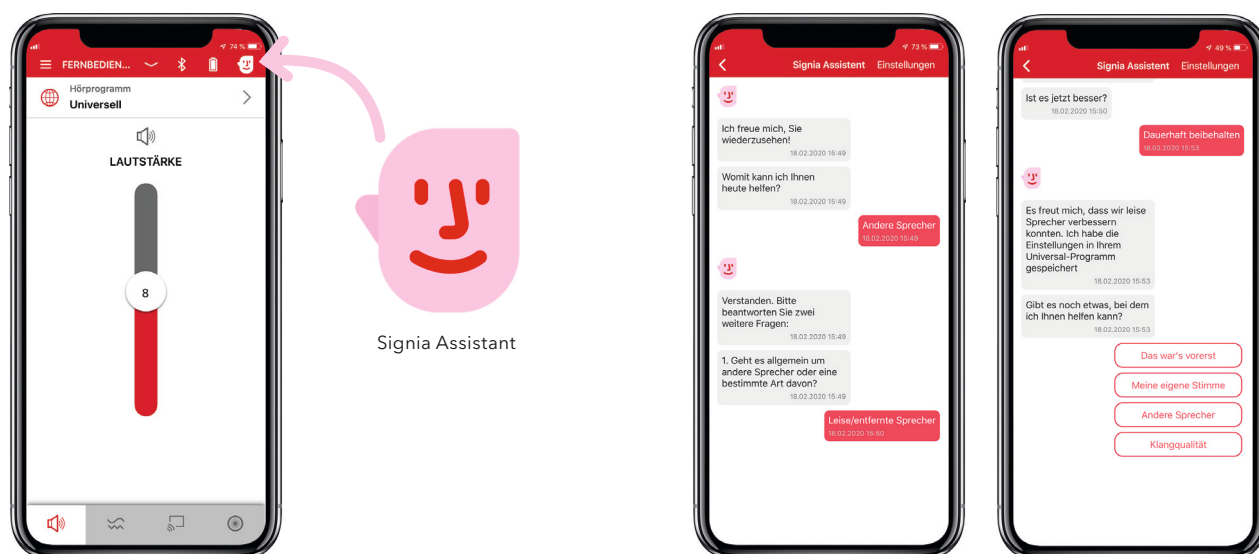 74 %
FERNBEDIEN...
Hörprogramm
Universell
LAUTSTÄRKE
8
Signia Assistant
73 %
Signia Assistent Einstellungen
Ich freue mich, Sie
wiederzusehen!
18.02.2020 15:49
Womit kann ich Ihnen
heute helfen?
18.02.2020 15:49
Andere Sprecher
18.02.2020 15:49
Verstanden. Bitte
beantworten Sie zwei
weitere Fragen:
18.02.2020 15:49
1. Geht es allgemein um
andere Sprecher oder eine
bestimmte Art davon?
18.02.2020 15:49
Leise/entfernte Sprecher
18.02.2020 15:50
49 %
Signia Assistent Einstellungen
Ist es jetzt besser?
18.02.2020 15:50
Dauerhaft beibehalten
18.02.2020 15:53
Es freut mich, dass wir leise
Sprecher verbessern
konnten. Ich habe die
Einstellungen in Ihrem
Universal-Programm
gespeichert
18.02.2020 15:53
Gibt es noch etwas, bei dem
ich Ihnen helfen kann?
18.02.2020 15:53
Das war's vorerst
Meine eigene Stimme
Andere Sprecher
Klangqualität